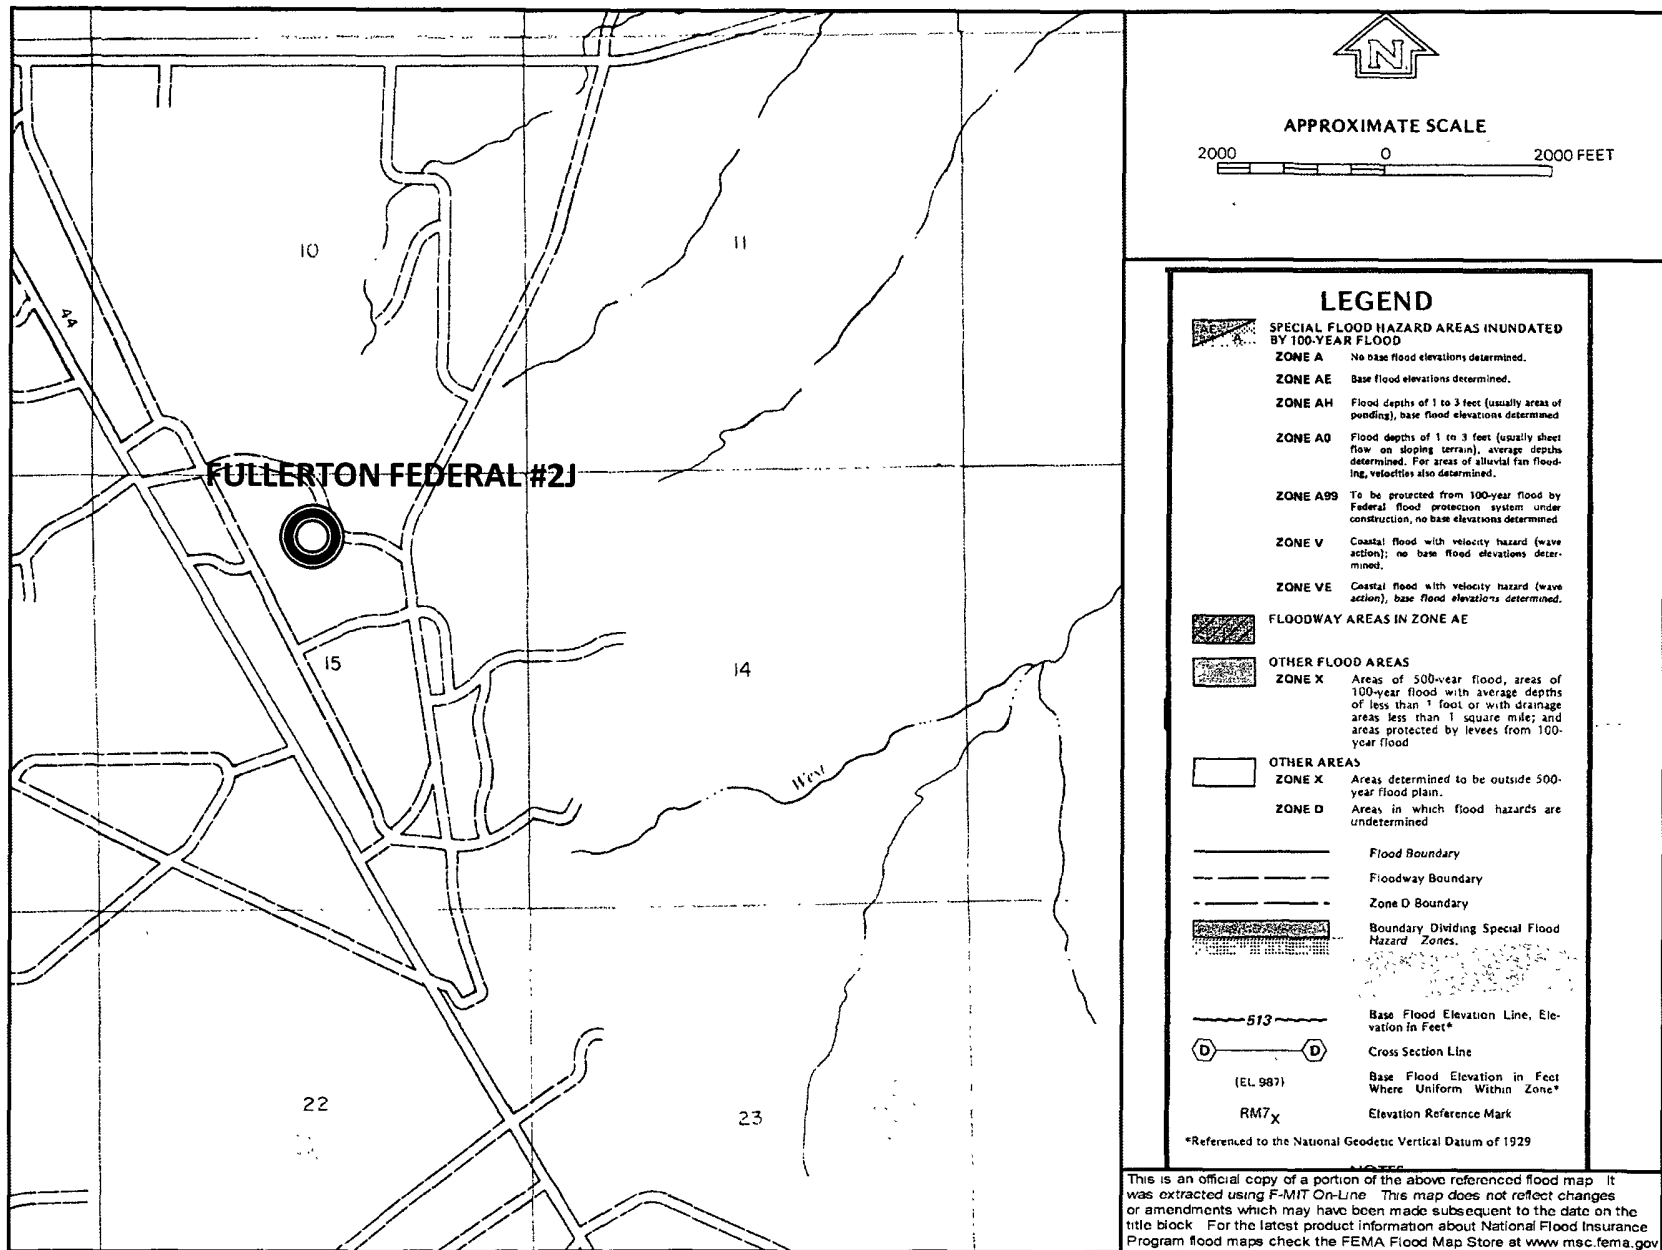 N
APPROXIMATE SCALE
2000 0 2000 FEET
10
11
44
FULLERTON FEDERAL #2J
15
14
West
22
23
LEGEND
SPECIAL FLOOD HAZARD AREAS INUNDATED
BY 100-YEAR FLOOD
ZONE A No base flood elevations determined.
ZONE AE Base flood elevations determined.
ZONE AH Flood depths of 1 to 3 feet (usually areas of
ponding), base flood elevations determined
ZONE A0 Flood depths of 1 to 3 feet (usually sheet
flow on sloping terrain), average depths
determined. For areas of alluvial fan flood-
ing, velocities also determined.
ZONE A99 To be protected from 100-year flood by
Federal flood protection system under
construction, no base elevations determined
ZONE V Coastal flood with velocity hazard (wave
action); no base flood elevations deter-
mined.
ZONE VE Coastal flood with velocity hazard (wave
action), base flood elevations determined.
FLOODWAY AREAS IN ZONE AE
OTHER FLOOD AREAS
ZONE X Areas of 500-year flood, areas of
100-year flood with average depths
of less than 1 foot or with drainage
areas less than 1 square mile; and
areas protected by levees from 100-
year flood
OTHER AREAS
ZONE X Areas determined to be outside 500-
year flood plain.
ZONE D Areas in which flood hazards are
undetermined
Flood Boundary
Floodway Boundary
Zone D Boundary
Boundary Dividing Special Flood
Hazard Zones.
513 Base Flood Elevation Line, Ele-
vation in Feet*
D D Cross Section Line
(EL 987) Base Flood Elevation in Feet
Where Uniform Within Zone*
RM7X Elevation Reference Mark
*Referenced to the National Geodetic Vertical Datum of 1929
This is an official copy of a portion of the above referenced flood map It
was extracted using F-MIT On-Line This map does not reflect changes
or amendments which may have been made subsequent to the date on the
title block For the latest product information about National Flood Insurance
Program flood maps check the FEMA Flood Map Store at www msc.fema.gov